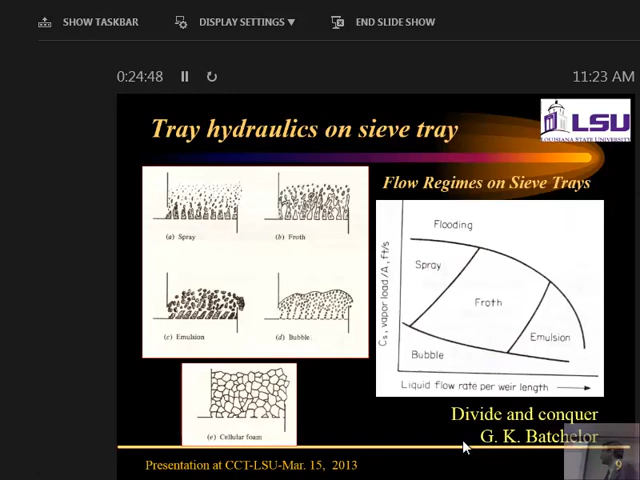 SHOW TASKBAR
DISPLAY SETTINGS ▼
END SLIDE SHOW
0:24:48
11:23 AM
Tray hydraulics on sieve tray
LSU
LOUISIANA STATE UNIVERSITY
Flow Regimes on Sieve Trays
(a) Spray
(b) Froth
(c) Emulsion
(d) Bubble
(e) Cellular foam
Flooding
Spray
Froth
Emulsion
Bubble
Cs, vapor load/A, ft/s
Liquid flow rate per weir length
Divide and conquer
G. K. Batchelor
Presentation at CCT-LSU-Mar. 15, 2013
9